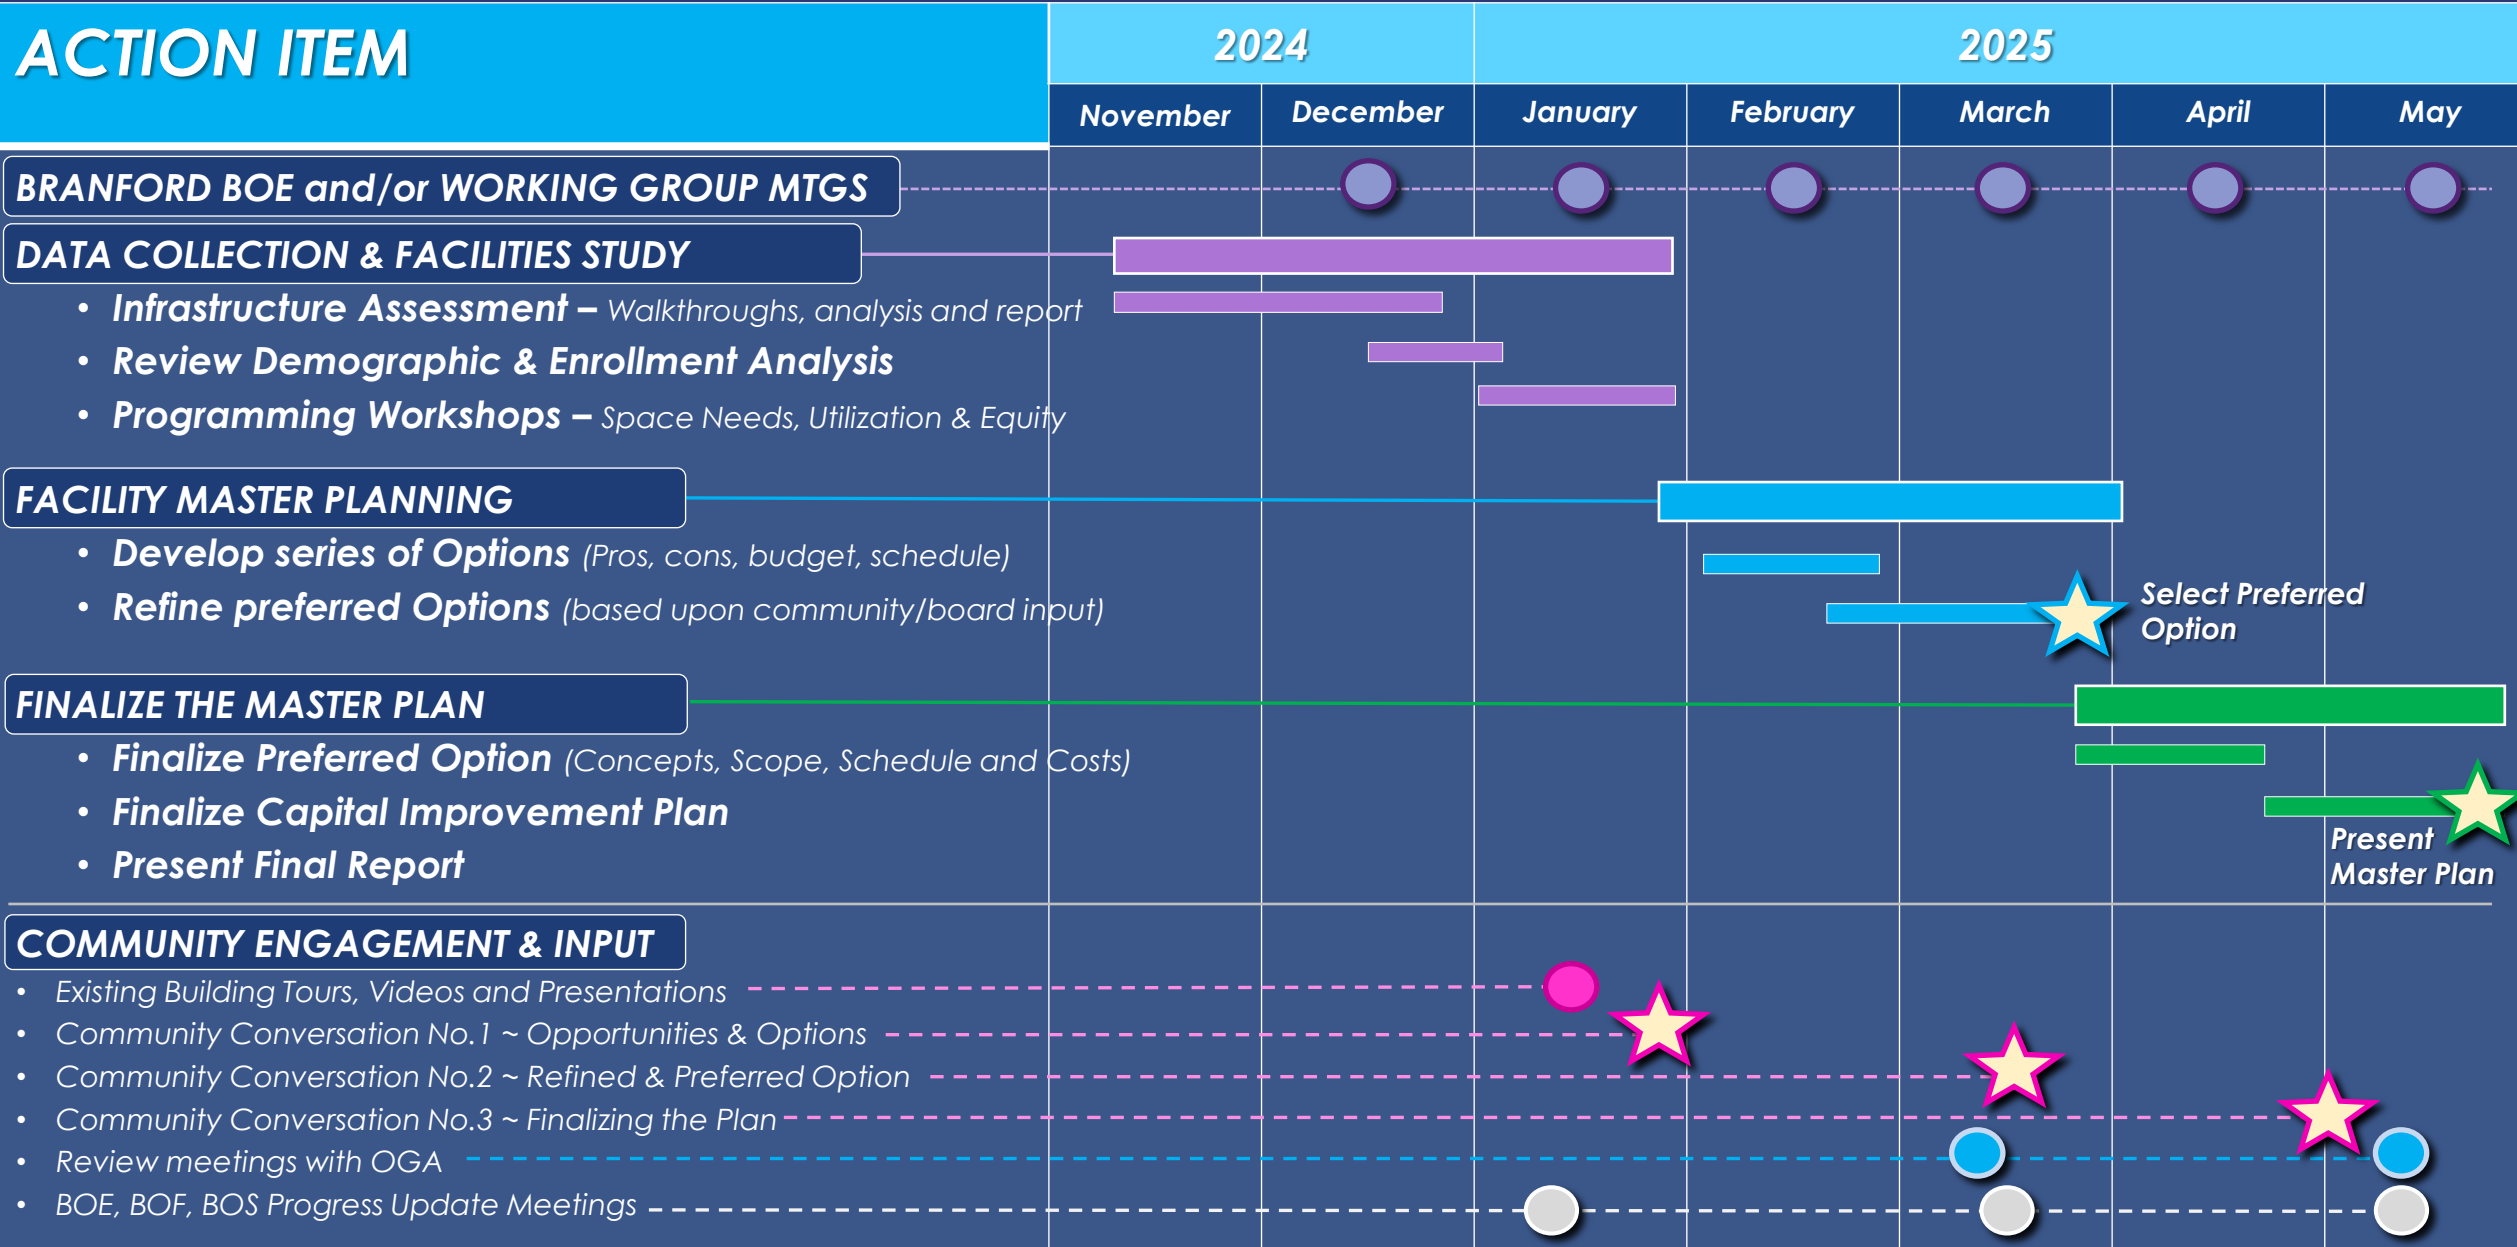 ACTION ITEM
2024
2025
November
December
January
February
March
April
May
BRANFORD BOE and/or WORKING GROUP MTGS
DATA COLLECTION & FACILITIES STUDY
• Infrastructure Assessment – Walkthroughs, analysis and report
• Review Demographic & Enrollment Analysis
• Programming Workshops – Space Needs, Utilization & Equity
FACILITY MASTER PLANNING
• Develop series of Options (Pros, cons, budget, schedule)
• Refine preferred Options (based upon community/board input)
Select Preferred
Option
FINALIZE THE MASTER PLAN
• Finalize Preferred Option (Concepts, Scope, Schedule and Costs)
• Finalize Capital Improvement Plan
• Present Final Report
Present
Master Plan
COMMUNITY ENGAGEMENT & INPUT
• Existing Building Tours, Videos and Presentations
• Community Conversation No.1 ~ Opportunities & Options
• Community Conversation No.2 ~ Refined & Preferred Option
• Community Conversation No.3 ~ Finalizing the Plan
• Review meetings with OGA
• BOE, BOF, BOS Progress Update Meetings